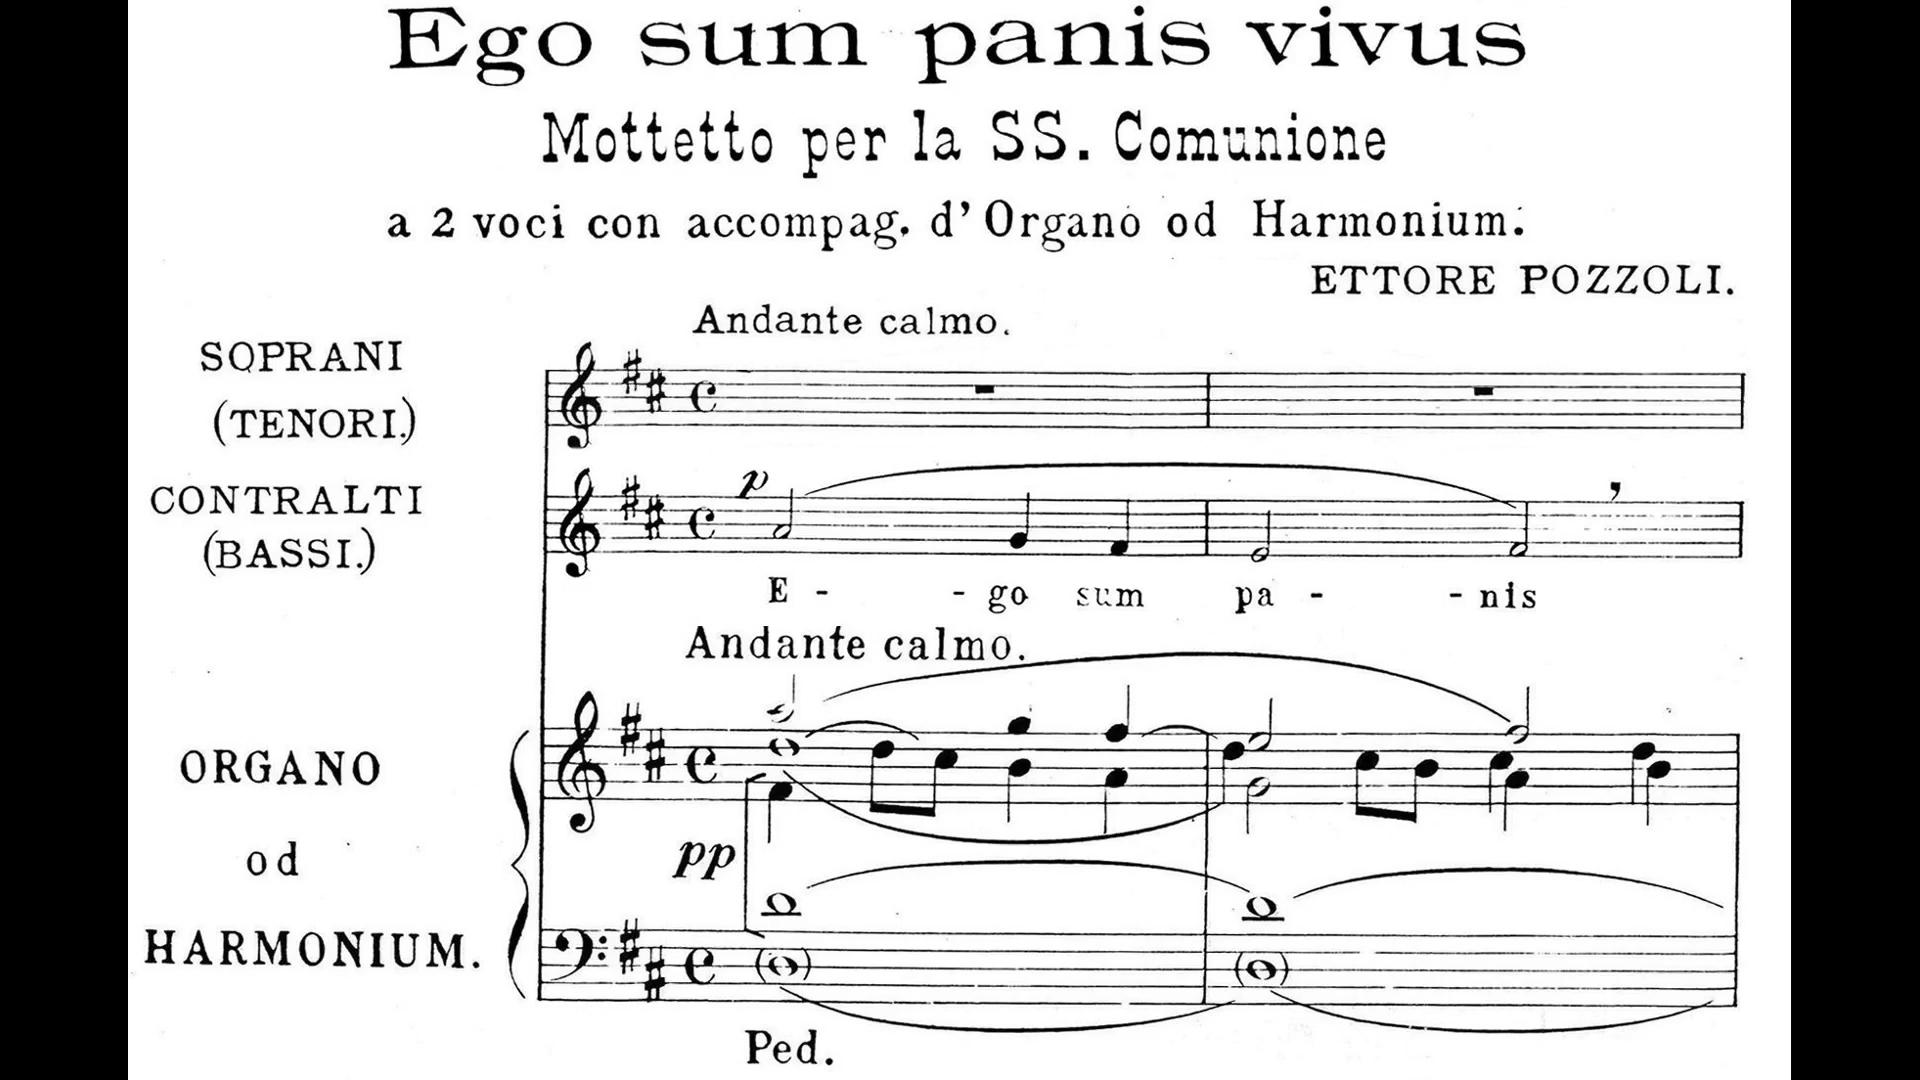 Ego sum panis vivus
Mottetto per la SS. Comunione
a 2 voci con accompag. d'Organo od Harmonium.
ETTORE POZZOLI.
Andante calmo.
SOPRANI
(TENORI.)
CONTRALTI
(BASSI.)
p
E - - go sum pa - - nis
Andante calmo.
ORGANO
od
HARMONIUM.
pp
Ped.